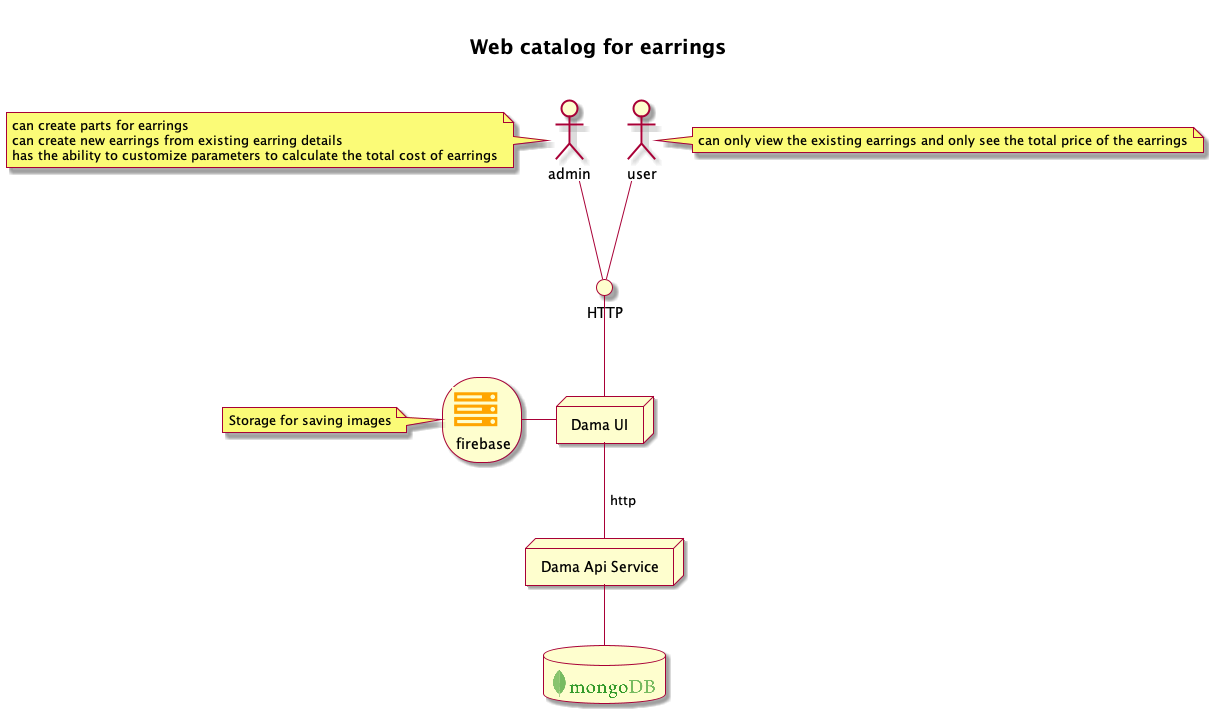 Web catalog for earrings
can create parts for earrings
can create new earrings from existing earring details
has the ability to customize parameters to calculate the total cost of earrings
can only view the existing earrings and only see the total price of the earrings
admin
user
HTTP
Storage for saving images
firebase
Dama UI
http
Dama Api Service
mongoDB